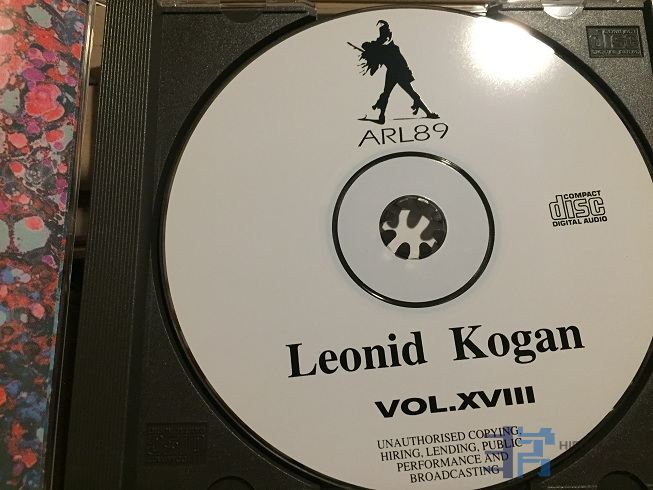 ARL89
COMPACT
disc
DIGITAL AUDIO
Leonid Kogan
VOL.XVIII
UNAUTHORISED COPYING,
HIRING, LENDING, PUBLIC
PERFORMANCE AND
BROADCASTING